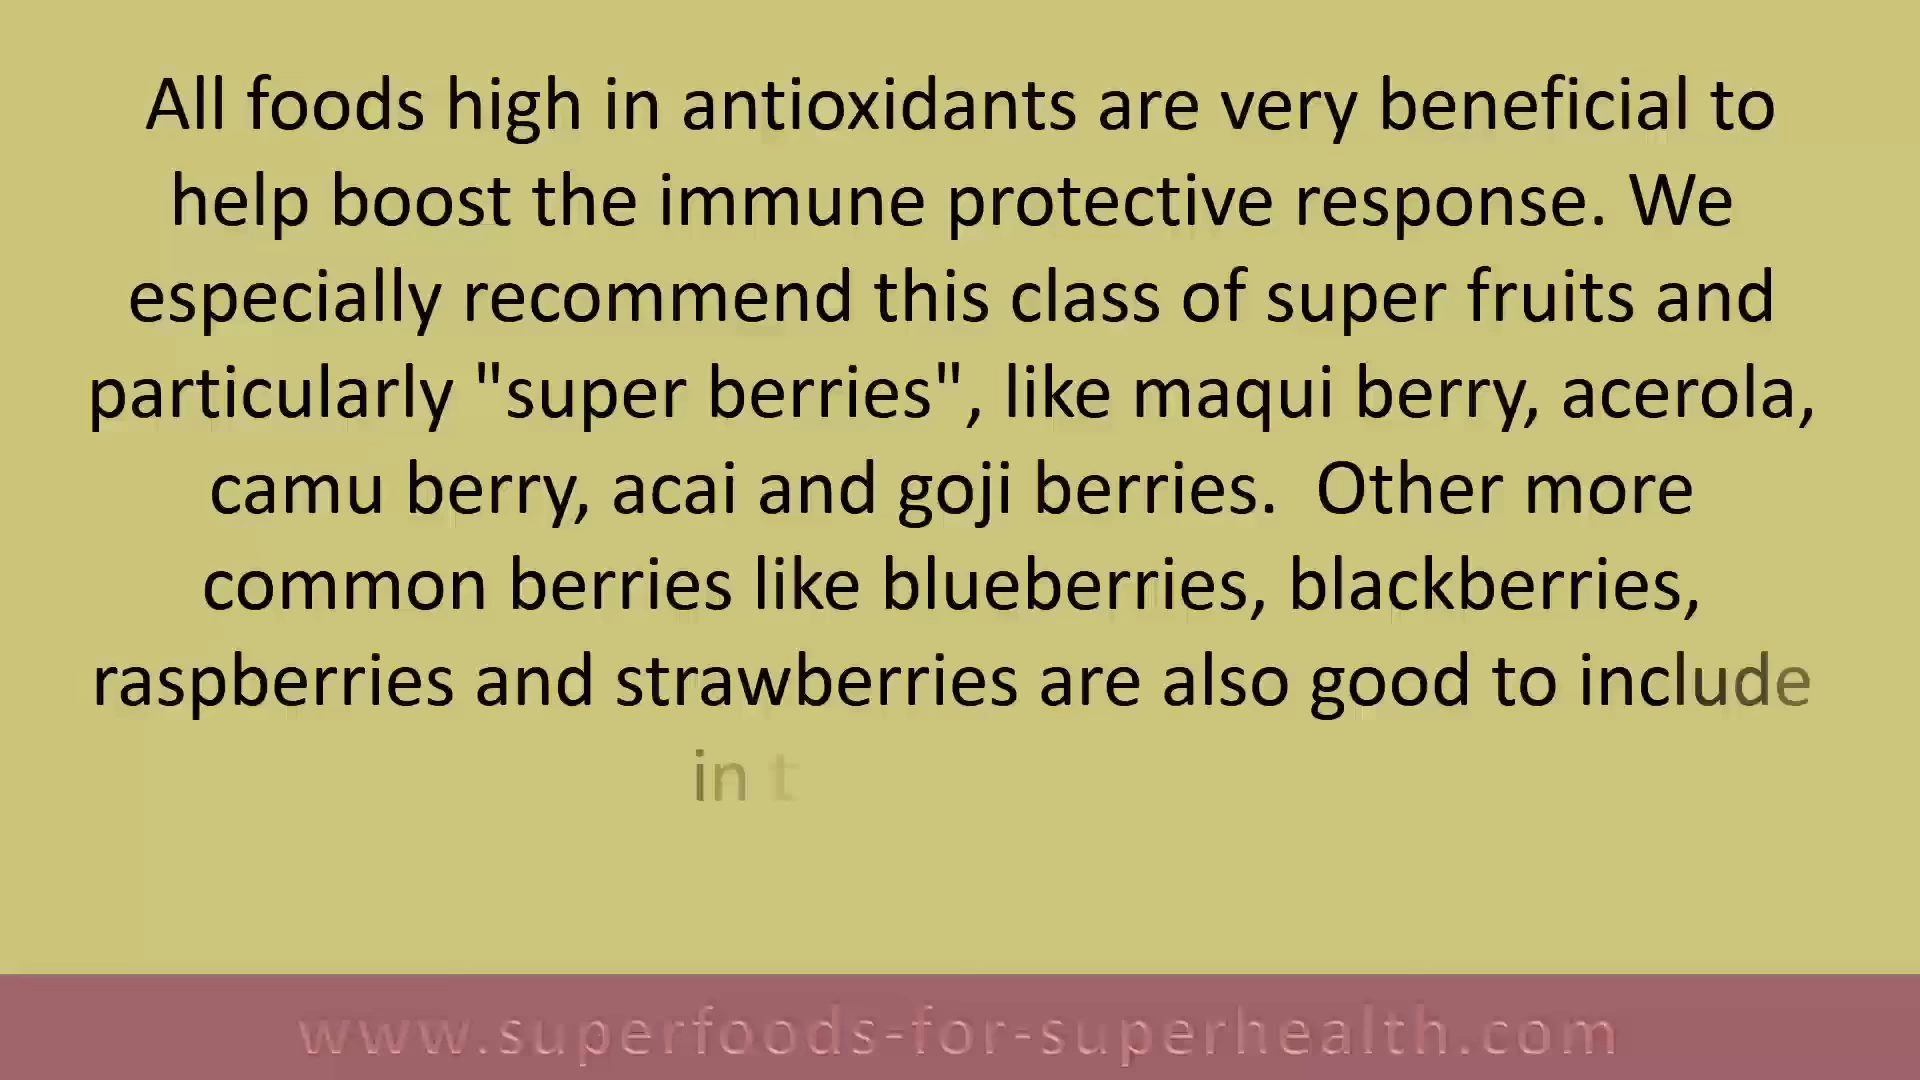 All foods high in antioxidants are very beneficial to
help boost the immune protective response. We
especially recommend this class of super fruits and
particularly "super berries", like maqui berry, acerola,
camu berry, acai and goji berries.  Other more
common berries like blueberries, blackberries,
raspberries and strawberries are also good to include
in t
www.superfoods-for-superhealth.com